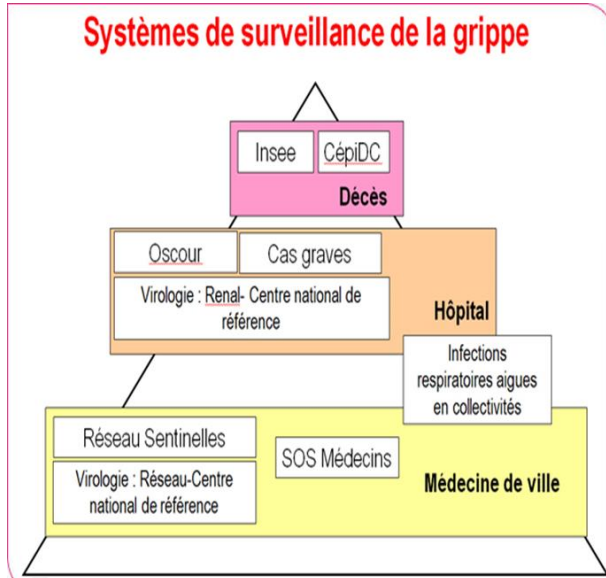 Systèmes de surveillance de la grippe
Insee
CépiDC
Décès
Oscour
Cas graves
Virologie : Renal- Centre national de
référence
Hôpital
Infections
respiratoires aigues
en collectivités
Réseau Sentinelles
SOS Médecins
Virologie : Réseau-Centre
national de référence
Médecine de ville